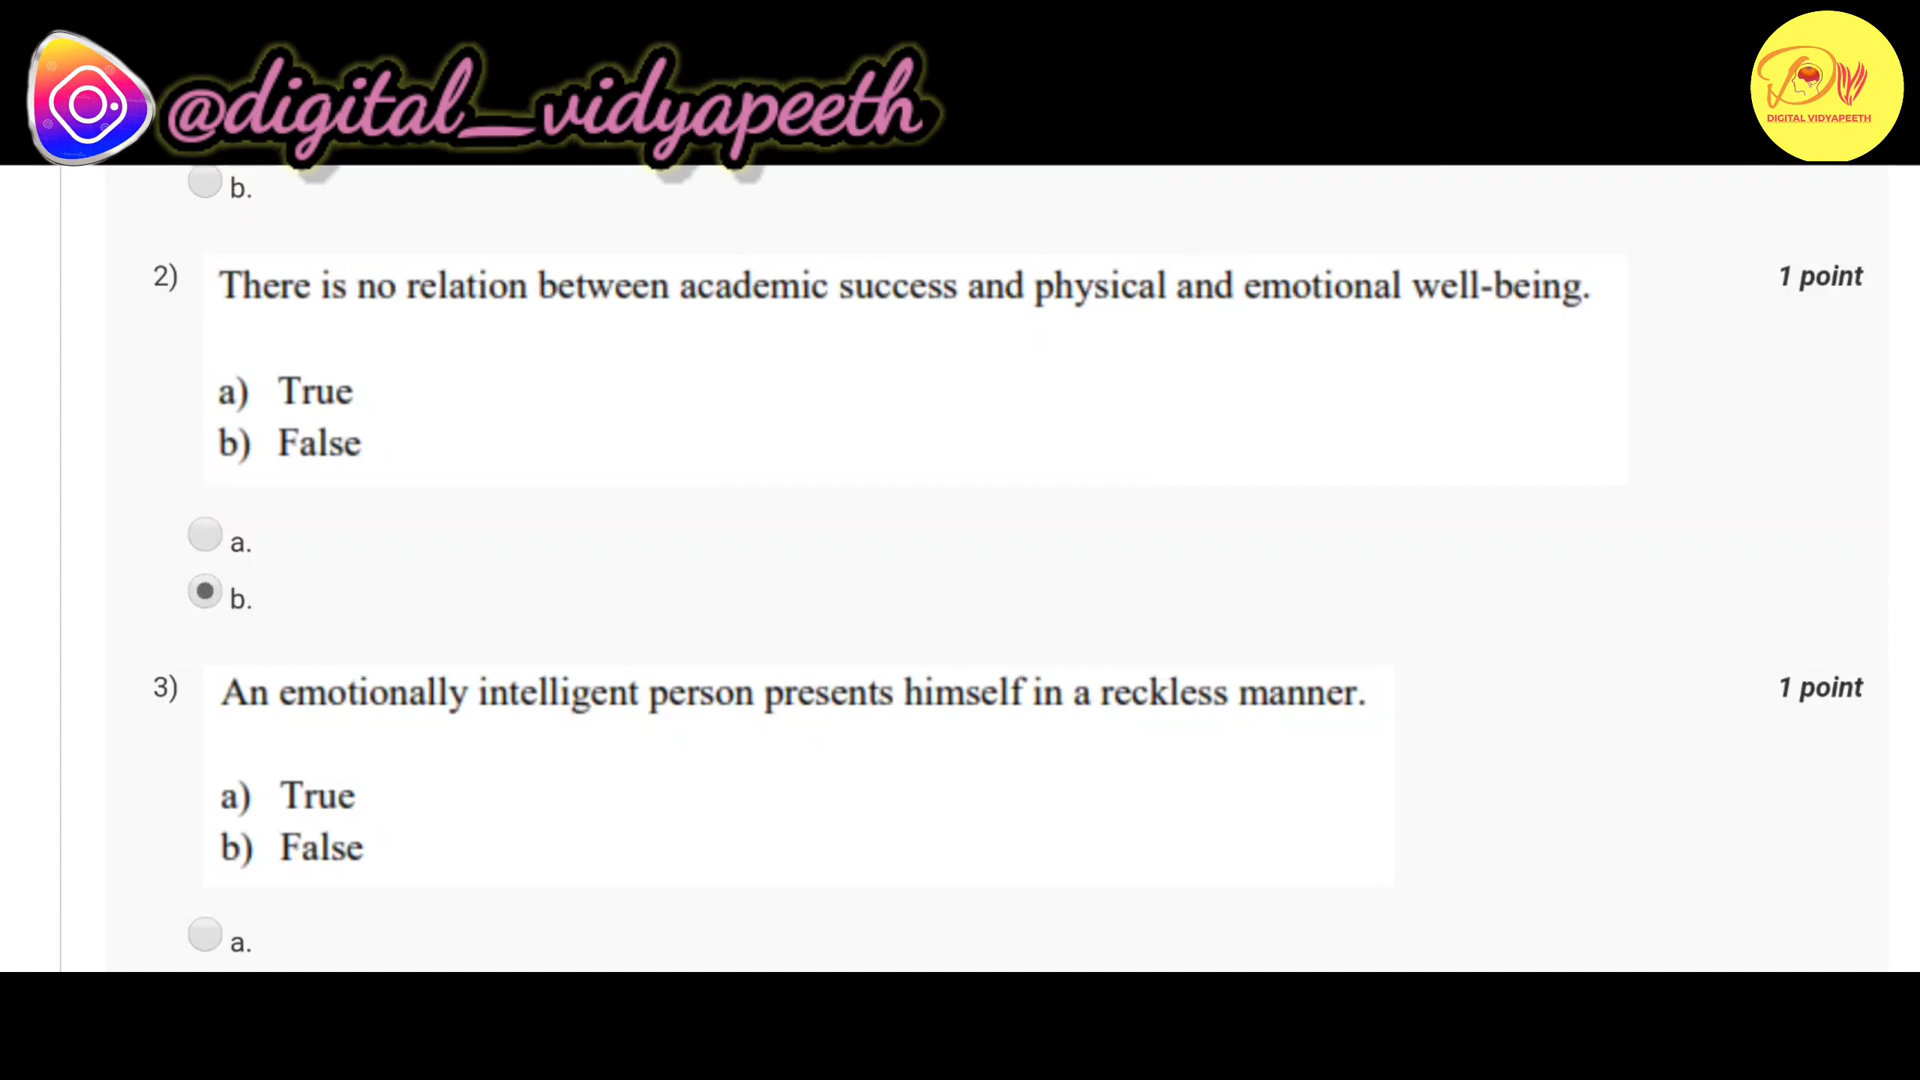 @digital_vidyapeeth
DIGITAL VIDYAPEETH
b.
2) There is no relation between academic success and physical and emotional well-being. 1 point
a) True
b) False
a.
b.
3) An emotionally intelligent person presents himself in a reckless manner. 1 point
a) True
b) False
a.